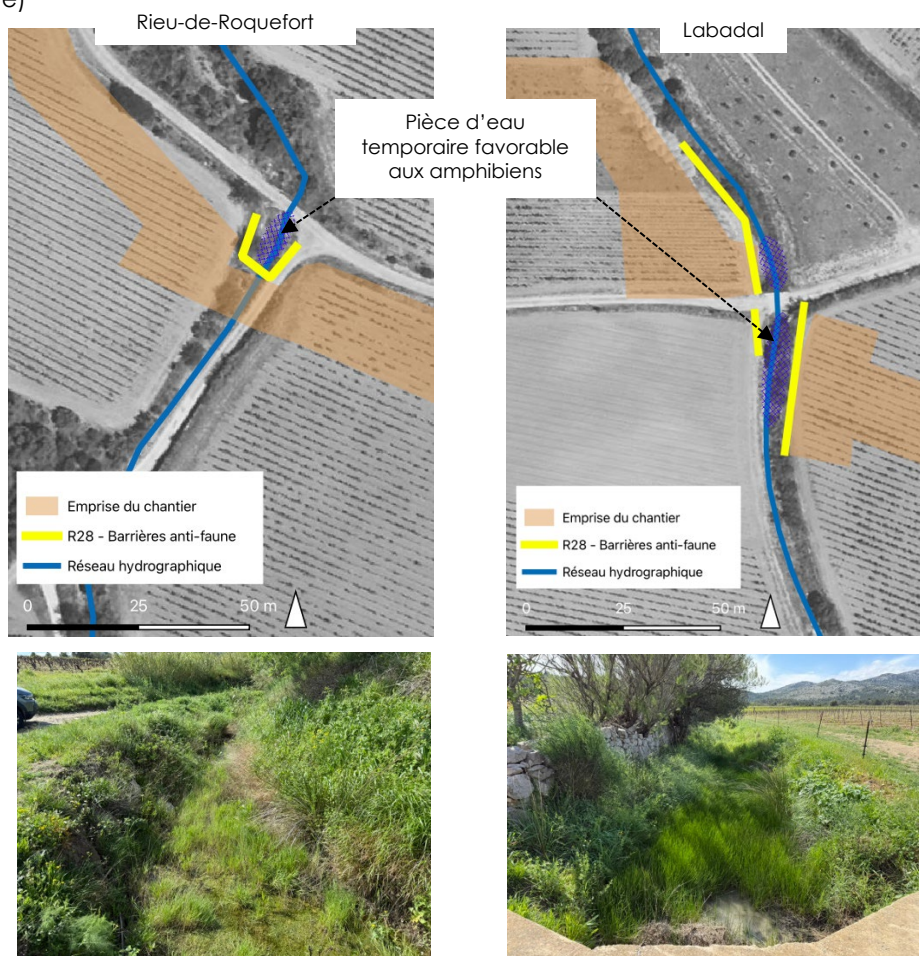 e)
Rieu-de-Roquefort
Labadal
Pièce d'eau
temporaire favorable
aux amphibiens
Emprise du chantier
R28 - Barrières anti-faune
Réseau hydrographique
0 25 50 m
Emprise du chantier
R28 - Barrières anti-faune
Réseau hydrographique
0 25 50 m